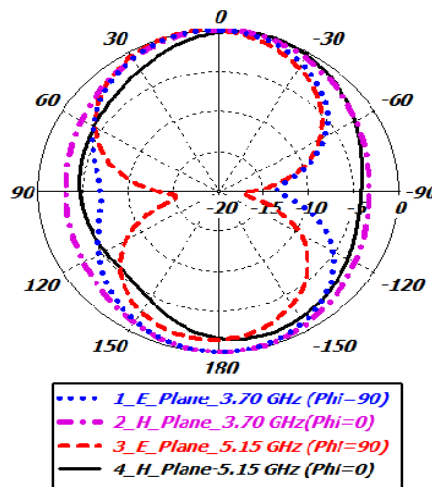 0
30 -30
60 -60
90 -20 -15 -10 -5 0 -90
120 -120
150 -150
180
1_E_Plane_3.70 GHz (Phi=90)
2_H_Plane_3.70 GHz(Phi=0)
3_E_Plane_5.15 GHz (Phi=90)
4_H_Plane-5.15 GHz (Phi=0)